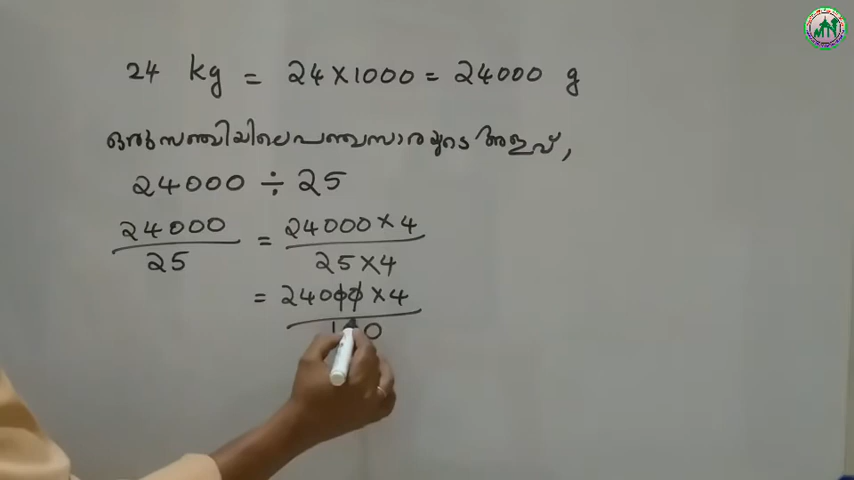 24 kg = 24 × 1000 = 24000 g
ഒരു സഞ്ചിയിലെ പഞ്ചസാരയുടെ അളവ്,
24000 ÷ 25
24000 / 25 = 24000 × 4 / 25 × 4
= 24000 × 4 / 100